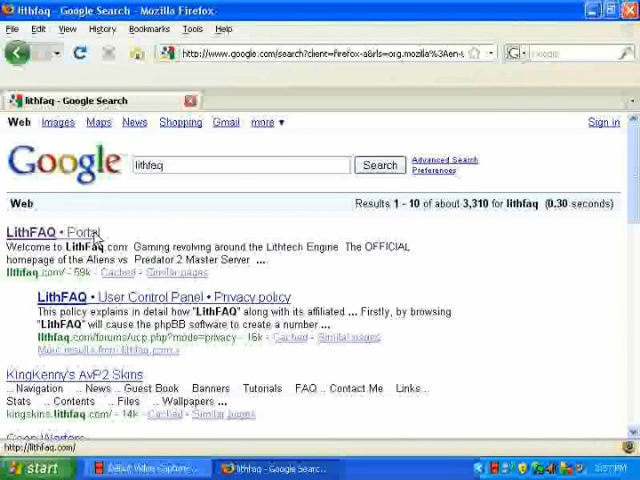 lithfaq - Google Search - Mozilla Firefox
File Edit View History Bookmarks Tools Help
http://www.google.com/search?client=firefox-a&rls=org.mozilla%3Aen-U
Google
lithfaq - Google Search
Web Images Maps News Shopping Gmail more ▼ Sign in
Google lithfaq Search Advanced Search
Preferences
Web Results 1 - 10 of about 3,310 for lithfaq (0.30 seconds)
LithFAQ • Portal
Welcome to LithFaq.com Gaming revolving around the Lithtech Engine The OFFICIAL
homepage of the Aliens vs Predator 2 Master Server ...
lithfaq.com/ - 69k - Cached - Similar pages
LithFAQ • User Control Panel • Privacy policy
This policy explains in detail how "LithFAQ" along with its affiliated ... Firstly, by browsing
"LithFAQ" will cause the phpBB software to create a number ...
lithfaq.com/forums/ucp.php?mode=privacy - 16k - Cached - Similar pages
More results from lithfaq.com »
KingKenny's AvP2 Skins
.. Navigation .. News .. Guest Book Banners Tutorials FAQ .. Contact Me Links ..
Stats .. Contents .. Files .. Wallpapers ...
kingskins.lithfaq.com/ - 14k - Cached - Similar pages
http://lithfaq.com/
start Debut Video Capture... lithfaq - Google Searc...